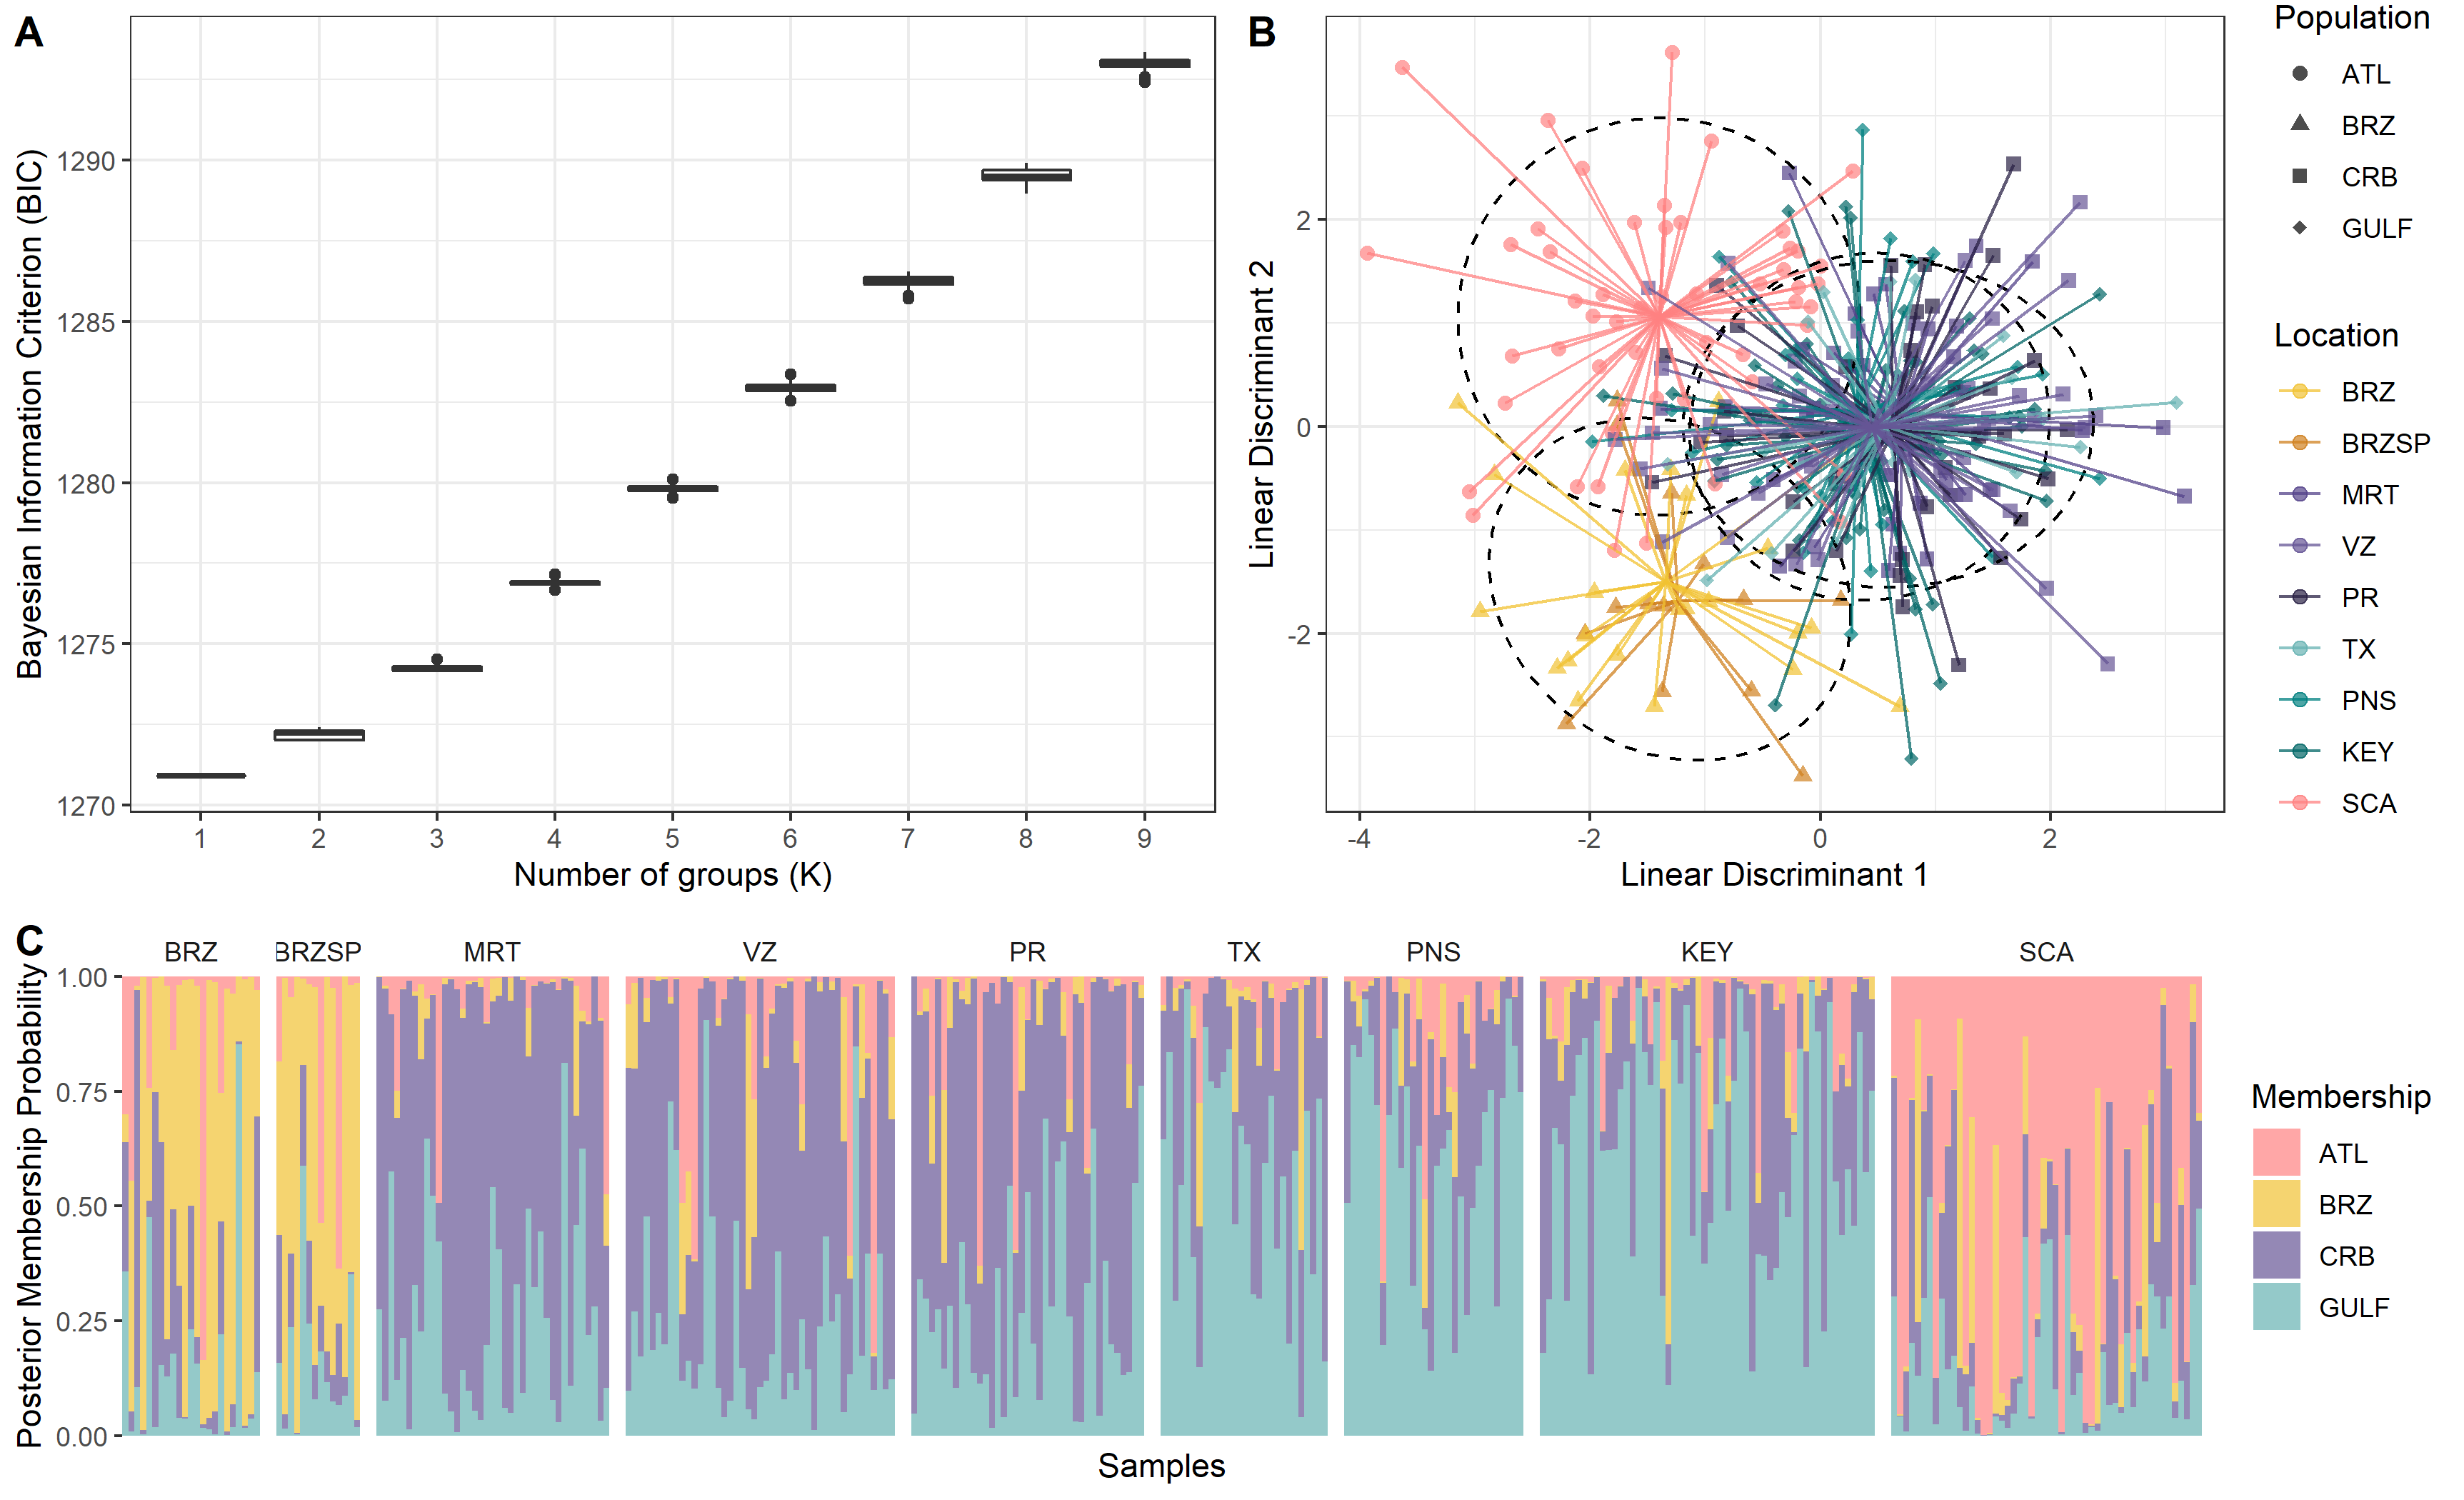 A
Bayesian Information Criterion (BIC)
1290
1285
1280
1275
1270
1 2 3 4 5 6 7 8 9
Number of groups (K)
B
Linear Discriminant 2
2
0
-2
-4 -2 0 2
Linear Discriminant 1
Population
ATL
BRZ
CRB
GULF
Location
BRZ
BRZSP
MRT
VZ
PR
TX
PNS
KEY
SCA
C
BRZ BRZSP MRT VZ PR TX PNS KEY SCA
Posterior Membership Probability
1.00
0.75
0.50
0.25
0.00
Samples
Membership
ATL
BRZ
CRB
GULF